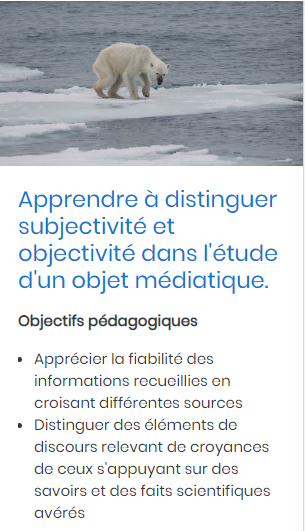 Apprendre à distinguer
subjectivité et
objectivité dans l'étude
d'un objet médiatique.
Objectifs pédagogiques
• Apprécier la fiabilité des
informations recueillies en
croisant différentes sources
• Distinguer des éléments de
discours relevant de croyances
de ceux s'appuyant sur des
savoirs et des faits scientifiques
avérés